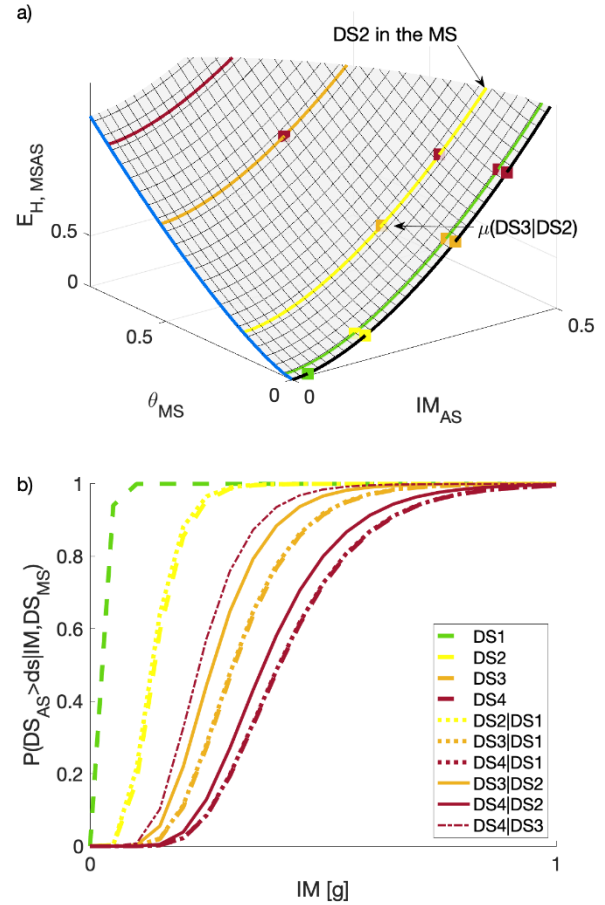 a)
DS2 in the MS
E_H, MSAS
0.5
0
μ(DS3|DS2)
0.5
0.5
0
0
θ_MS
IM_AS
b)
1
0.8
0.6
0.4
0.2
0
P(DS_AS>ds|IM,DS_MS)
DS1
DS2
DS3
DS4
DS2|DS1
DS3|DS1
DS4|DS1
DS3|DS2
DS4|DS2
DS4|DS3
0
1
IM [g]